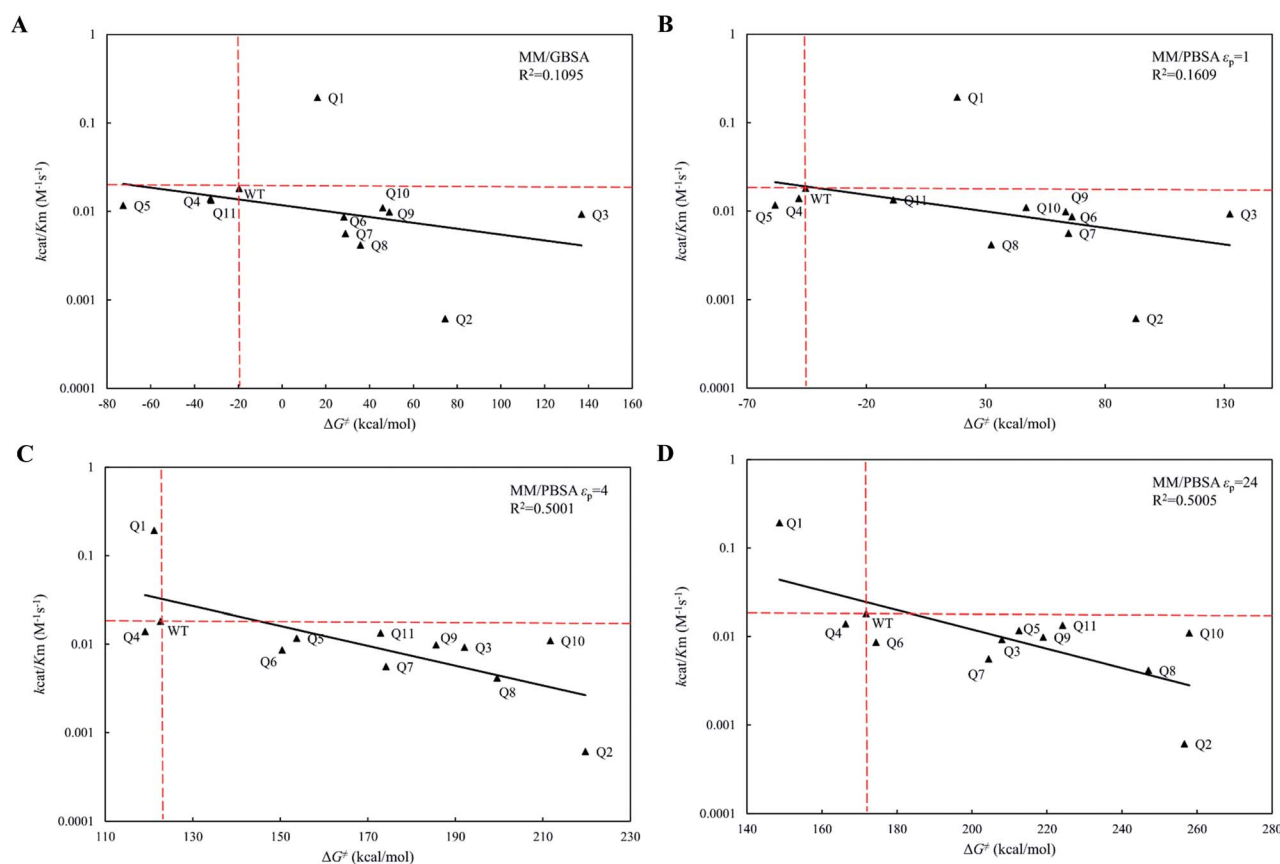 A
MM/GBSA
R²=0.1095
1
0.1
0.01
0.001
0.0001
kcat/Km (M⁻¹s⁻¹)
Q1
WT
Q10
Q5
Q4
Q11
Q9
Q3
Q6
Q7
Q8
Q2
-80
-60
-40
-20
0
20
40
60
80
100
120
140
160
ΔG≠ (kcal/mol)
B
MM/PBSA εp=1
R²=0.1609
1
0.1
0.01
0.001
0.0001
kcat/Km (M⁻¹s⁻¹)
Q1
WT
Q9
Q5
Q4
Q11
Q10
Q6
Q3
Q7
Q8
Q2
-70
-20
30
80
130
ΔG≠ (kcal/mol)
C
MM/PBSA εp=4
R²=0.5001
1
0.1
0.01
0.001
0.0001
kcat/Km (M⁻¹s⁻¹)
Q1
Q4
WT
Q5
Q11
Q9
Q3
Q10
Q6
Q7
Q8
Q2
110
130
150
170
190
210
230
ΔG≠ (kcal/mol)
D
MM/PBSA εp=24
R²=0.5005
1
0.1
0.01
0.001
0.0001
kcat/Km (M⁻¹s⁻¹)
Q1
Q4
WT
Q5
Q11
Q10
Q6
Q9
Q3
Q7
Q8
Q2
140
160
180
200
220
240
260
280
ΔG≠ (kcal/mol)